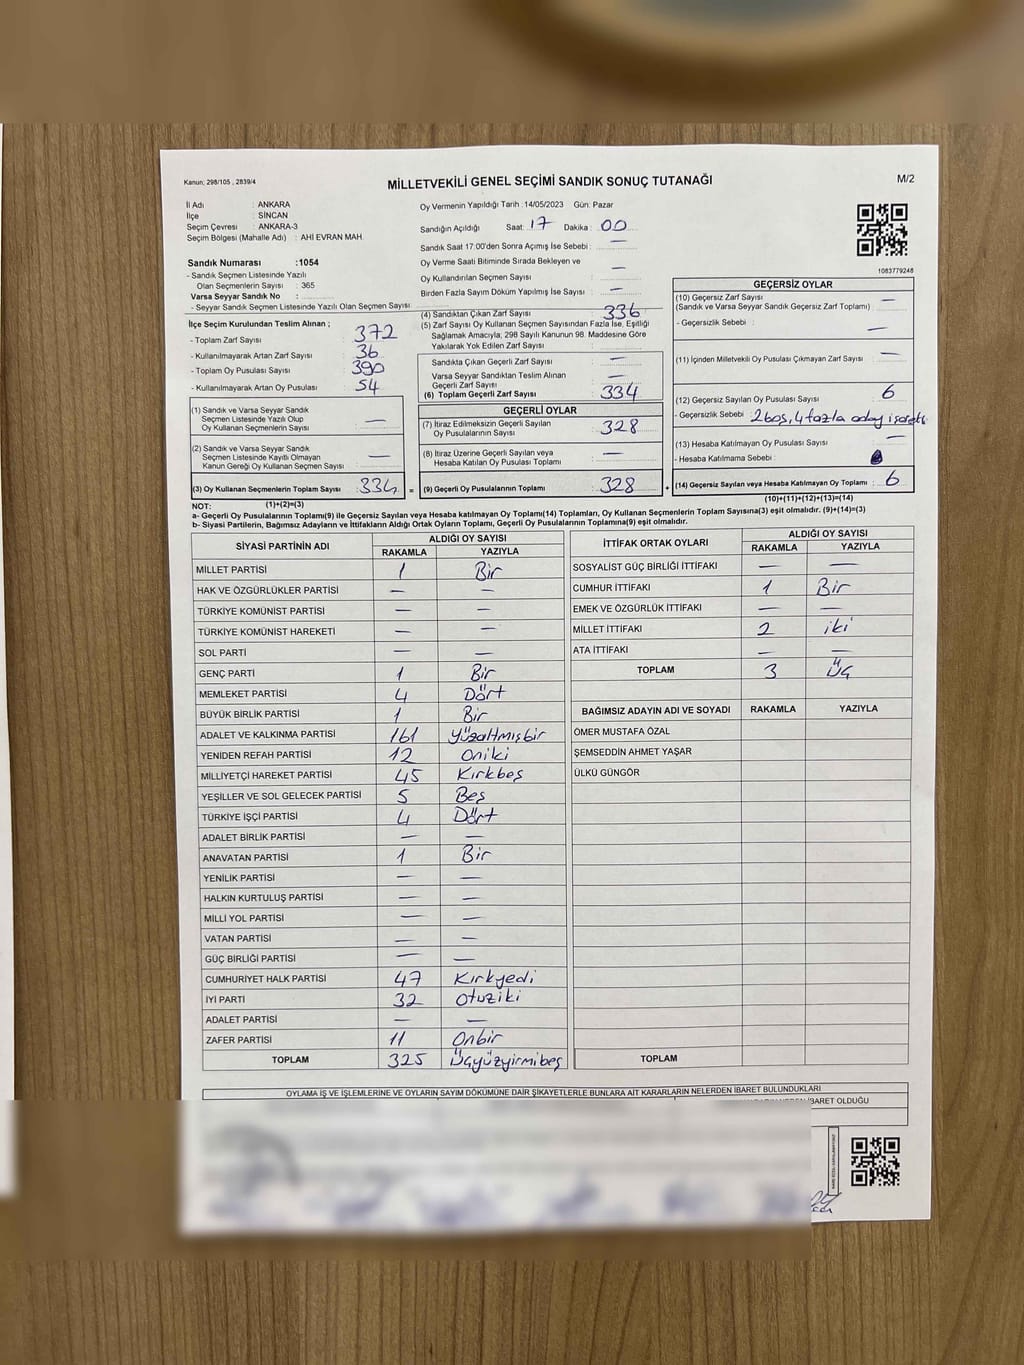 Kanun; 298/105 , 2839/4
MİLLETVEKİLİ GENEL SEÇİMİ SANDIK SONUÇ TUTANAĞI
M/2
İl Adı : ANKARA
İlçe : SİNCAN
Seçim Çevresi : ANKARA-3
Seçim Bölgesi (Mahalle Adı) : AHİ EVRAN MAH.
Sandık Numarası :1054
- Sandık Seçmen Listesinde Yazılı
Olan Seçmenlerin Sayısı : 365
Varsa Seyyar Sandık No :
- Seyyar Sandık Seçmen Listesinde Yazılı Olan Seçmen Sayısı
İlçe Seçim Kurulundan Teslim Alınan ;
- Toplam Zarf Sayısı : 372
- Kullanılmayarak Artan Zarf Sayısı : 36
- Toplam Oy Pusulası : 390
- Kullanılmayarak Artan Oy Pusulası : 54
(1) Sandık ve Varsa Seyyar Sandık
Seçmen Listesinde Yazılı Olup
Oy Kullanan Seçmenlerin Sayısı : —
(2) Sandık ve Varsa Seyyar Sandık
Seçmen Listesinde Kayıtlı Olmayan
Kanun Gereği Oy Kullanan Seçmen Sayısı : —
(3) Oy Kullanan Seçmenlerin Toplam Sayısı : 334
(1)+(2)=(3)
Oy Vermenin Yapıldığı Tarih : 14/05/2023 Gün: Pazar
Sandığın Açıldığı Saat: 17 Dakika : 00
Sandık Saat 17:00'den Sonra Açımış İse Sebebi : —
Oy Verme Saati Bitiminde Sırada Bekleyen ve
Oy Kullandırılan Seçmen Sayısı : —
Birden Fazla Sayım Döküm Yapılmış İse Sayısı : —
(4) Sandıktan Çıkan Zarf Sayısı : 336
(5) Zarf Sayısı Oy Kullanan Seçmen Sayısından Fazla İse, Eşitliği
Sağlamak Amacıyla; 298 Sayılı Kanunun 98. Maddesine Göre
Yakılarak Yok Edilen Zarf Sayısı :
Sandıkta Çıkan Geçerli Zarf Sayısı : —
Varsa Seyyar Sandıktan Teslim Alınan
Geçerli Zarf Sayısı : —
(6) Toplam Geçerli Zarf Sayısı : 334
GEÇERLİ OYLAR
(7) İtiraz Edilmeksizin Geçerli Sayılan
Oy Pusulalarının Sayısı : 328
(8) İtiraz Üzerine Geçerli Sayılan veya
Hesaba Katılan Oy Pusulası Toplamı : —
= (9) Geçerli Oy Pusulalarının Toplamı : 328 +
1083779248
GEÇERSİZ OYLAR
(10) Geçersiz Zarf Sayısı : —
(Sandık ve Varsa Seyyar Sandık Geçersiz Zarf Toplamı)
- Geçersizlik Sebebi : —
(11) İçinden Milletvekili Oy Pusulası Çıkmayan Zarf Sayısı : —
(12) Geçersiz Sayılan Oy Pusulası Sayısı : 6
- Geçersizlik Sebebi : 2 boş, 4 fazla aday işareti
(13) Hesaba Katılmayan Oy Pusulası Sayısı : —
- Hesaba Katılmama Sebebi :
(14) Geçersiz Sayılan veya Hesaba Katılmayan Oy Toplamı : 6
(10)+(11)+(12)+(13)=(14)
NOT:
a- Geçerli Oy Pusulalarının Toplamı(9) ile Geçersiz Sayılan veya Hesaba katılmayan Oy Toplamı(14) Toplamları, Oy Kullanan Seçmenlerin Toplam Sayısına(3) eşit olmalıdır. (9)+(14)=(3)
b- Siyasi Partilerin, Bağımsız Adayların ve İttifakların Aldığı Ortak Oyların Toplamı, Geçerli Oy Pusulalarının Toplamına(9) eşit olmalıdır.
SİYASİ PARTİNİN ADI ALDIĞI OY SAYISI
RAKAMLA YAZIYLA
MİLLET PARTİSİ 1 Bir
HAK VE ÖZGÜRLÜKLER PARTİSİ — —
TÜRKİYE KOMÜNİST PARTİSİ — —
TÜRKİYE KOMÜNİST HAREKETİ — —
SOL PARTİ — —
GENÇ PARTİ 1 Bir
MEMLEKET PARTİSİ 4 Dört
BÜYÜK BİRLİK PARTİSİ 1 Bir
ADALET VE KALKINMA PARTİSİ 161 Yüzaltmışbir
YENİDEN REFAH PARTİSİ 12 Oniki
MİLLİYETÇİ HAREKET PARTİSİ 45 Kırkbeş
YEŞİLLER VE SOL GELECEK PARTİSİ 5 Beş
TÜRKİYE İŞÇİ PARTİSİ 4 Dört
ADALET BİRLİK PARTİSİ — —
ANAVATAN PARTİSİ 1 Bir
YENİLİK PARTİSİ — —
HALKIN KURTULUŞ PARTİSİ — —
MİLLİ YOL PARTİSİ — —
VATAN PARTİSİ — —
GÜÇ BİRLİĞİ PARTİSİ — —
CUMHURİYET HALK PARTİSİ 47 Kırkyedi
İYİ PARTİ 32 Otuziki
ADALET PARTİSİ — —
ZAFER PARTİSİ 11 Onbir
TOPLAM 325 Üçyüzyirmibeş
İTTİFAK ORTAK OYLARI ALDIĞI OY SAYISI
RAKAMLA YAZIYLA
SOSYALİST GÜÇ BİRLİĞİ İTTİFAKI — —
CUMHUR İTTİFAKI 1 Bir
EMEK VE ÖZGÜRLÜK İTTİFAKI — —
MİLLET İTTİFAKI 2 iki
ATA İTTİFAKI — —
TOPLAM 3 Üç
BAĞIMSIZ ADAYIN ADI VE SOYADI RAKAMLA YAZIYLA
ÖMER MUSTAFA ÖZAL
ŞEMSEDDİN AHMET YAŞAR
ÜLKÜ GÜNGÖR
TOPLAM
OYLAMA İŞ VE İŞLEMLERİNE VE OYLARIN SAYIM DÖKÜMÜNE DAİR ŞİKAYETLERLE BUNLARA AİT KARARLARIN NELERDEN İBARET BULUNDUKLARI
İBARET OLDUĞU